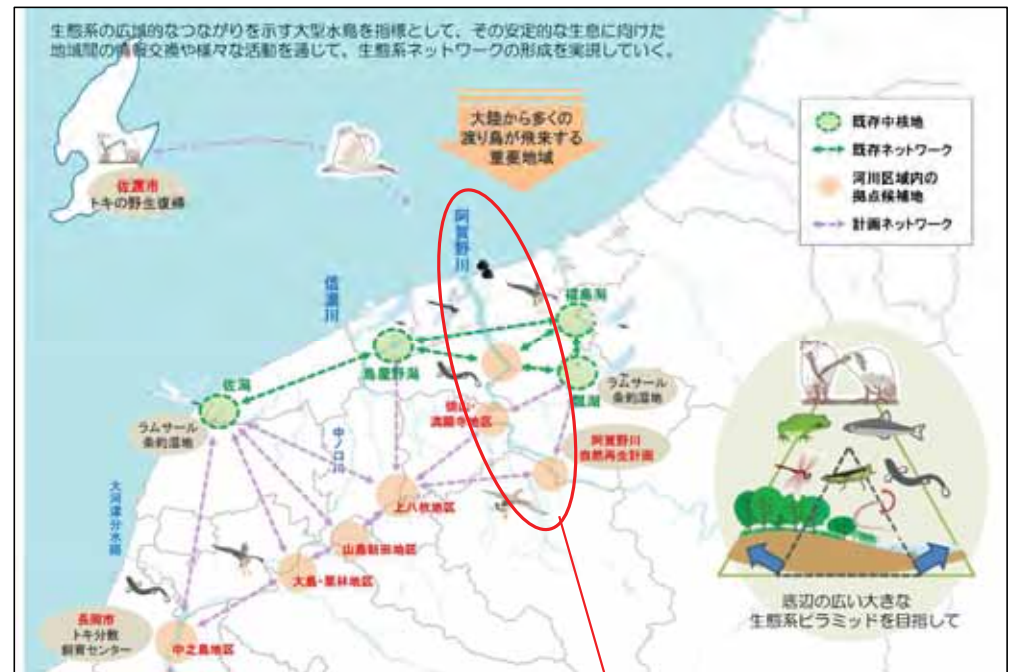 生態系の広域的なつながりを示す大型水鳥を指標として、その安定的な生息に向けた
地域間の情報交換や様々な活動を通じて、生態系ネットワークの形成を実現していく。
大陸から多くの
渡り鳥が飛来する
重要地域
既存中核地
既存ネットワーク
河川区域内の
拠点候補地
計画ネットワーク
佐渡市
トキの野生復帰
阿賀野川
信濃川
福島潟
鳥屋野潟
瓢湖
ラムサール
条約湿地
佐潟
ラムサール
条約湿地
満願寺地区
阿賀野川
自然再生計画
中ノ口川
大河津分水路
上八枚地区
山島新田地区
大島・栗林地区
長岡市
トキ分散
飼育センター
中之島地区
底辺の広い大きな
生態系ピラミッドを目指して